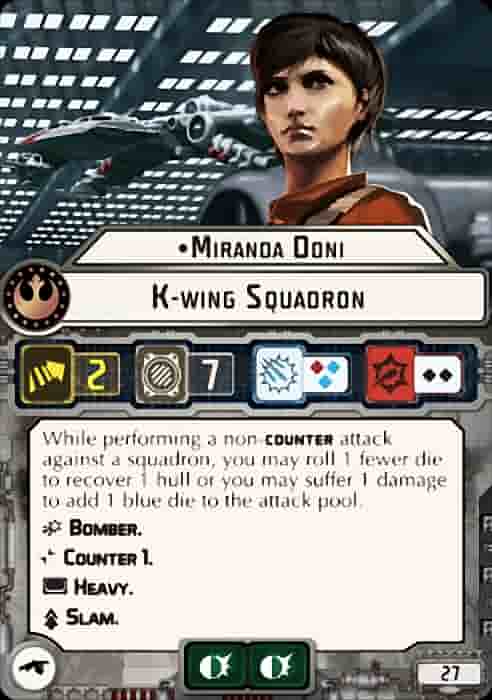 •Miranda Doni
K-wing Squadron
2 7
While performing a non-COUNTER attack
against a squadron, you may roll 1 fewer die
to recover 1 hull or you may suffer 1 damage
to add 1 blue die to the attack pool.
Bomber.
Counter 1.
Heavy.
Slam.
27